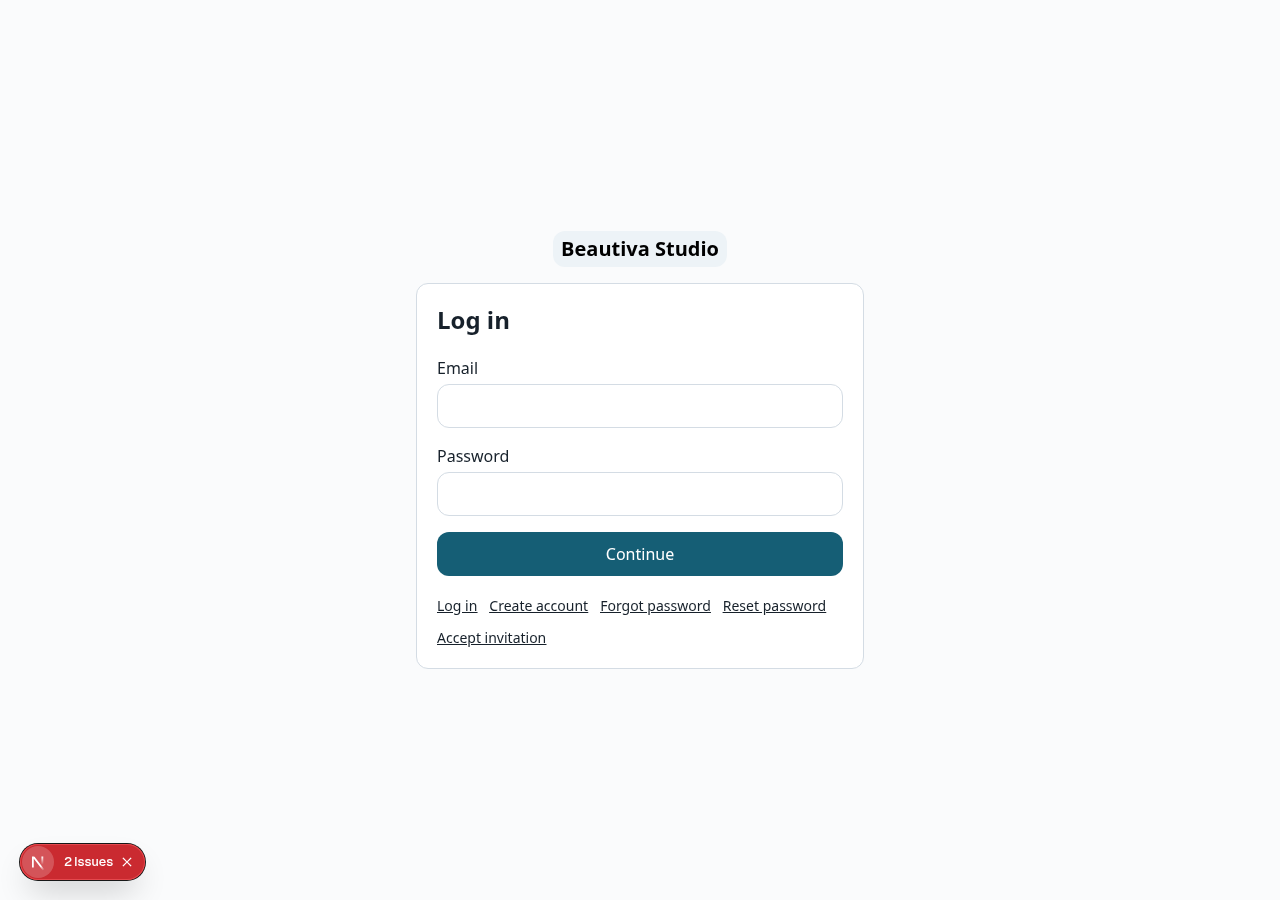 Beautiva Studio
Log in
Email
Password
Continue
Log in Create account Forgot password Reset password
Accept invitation
2 Issues